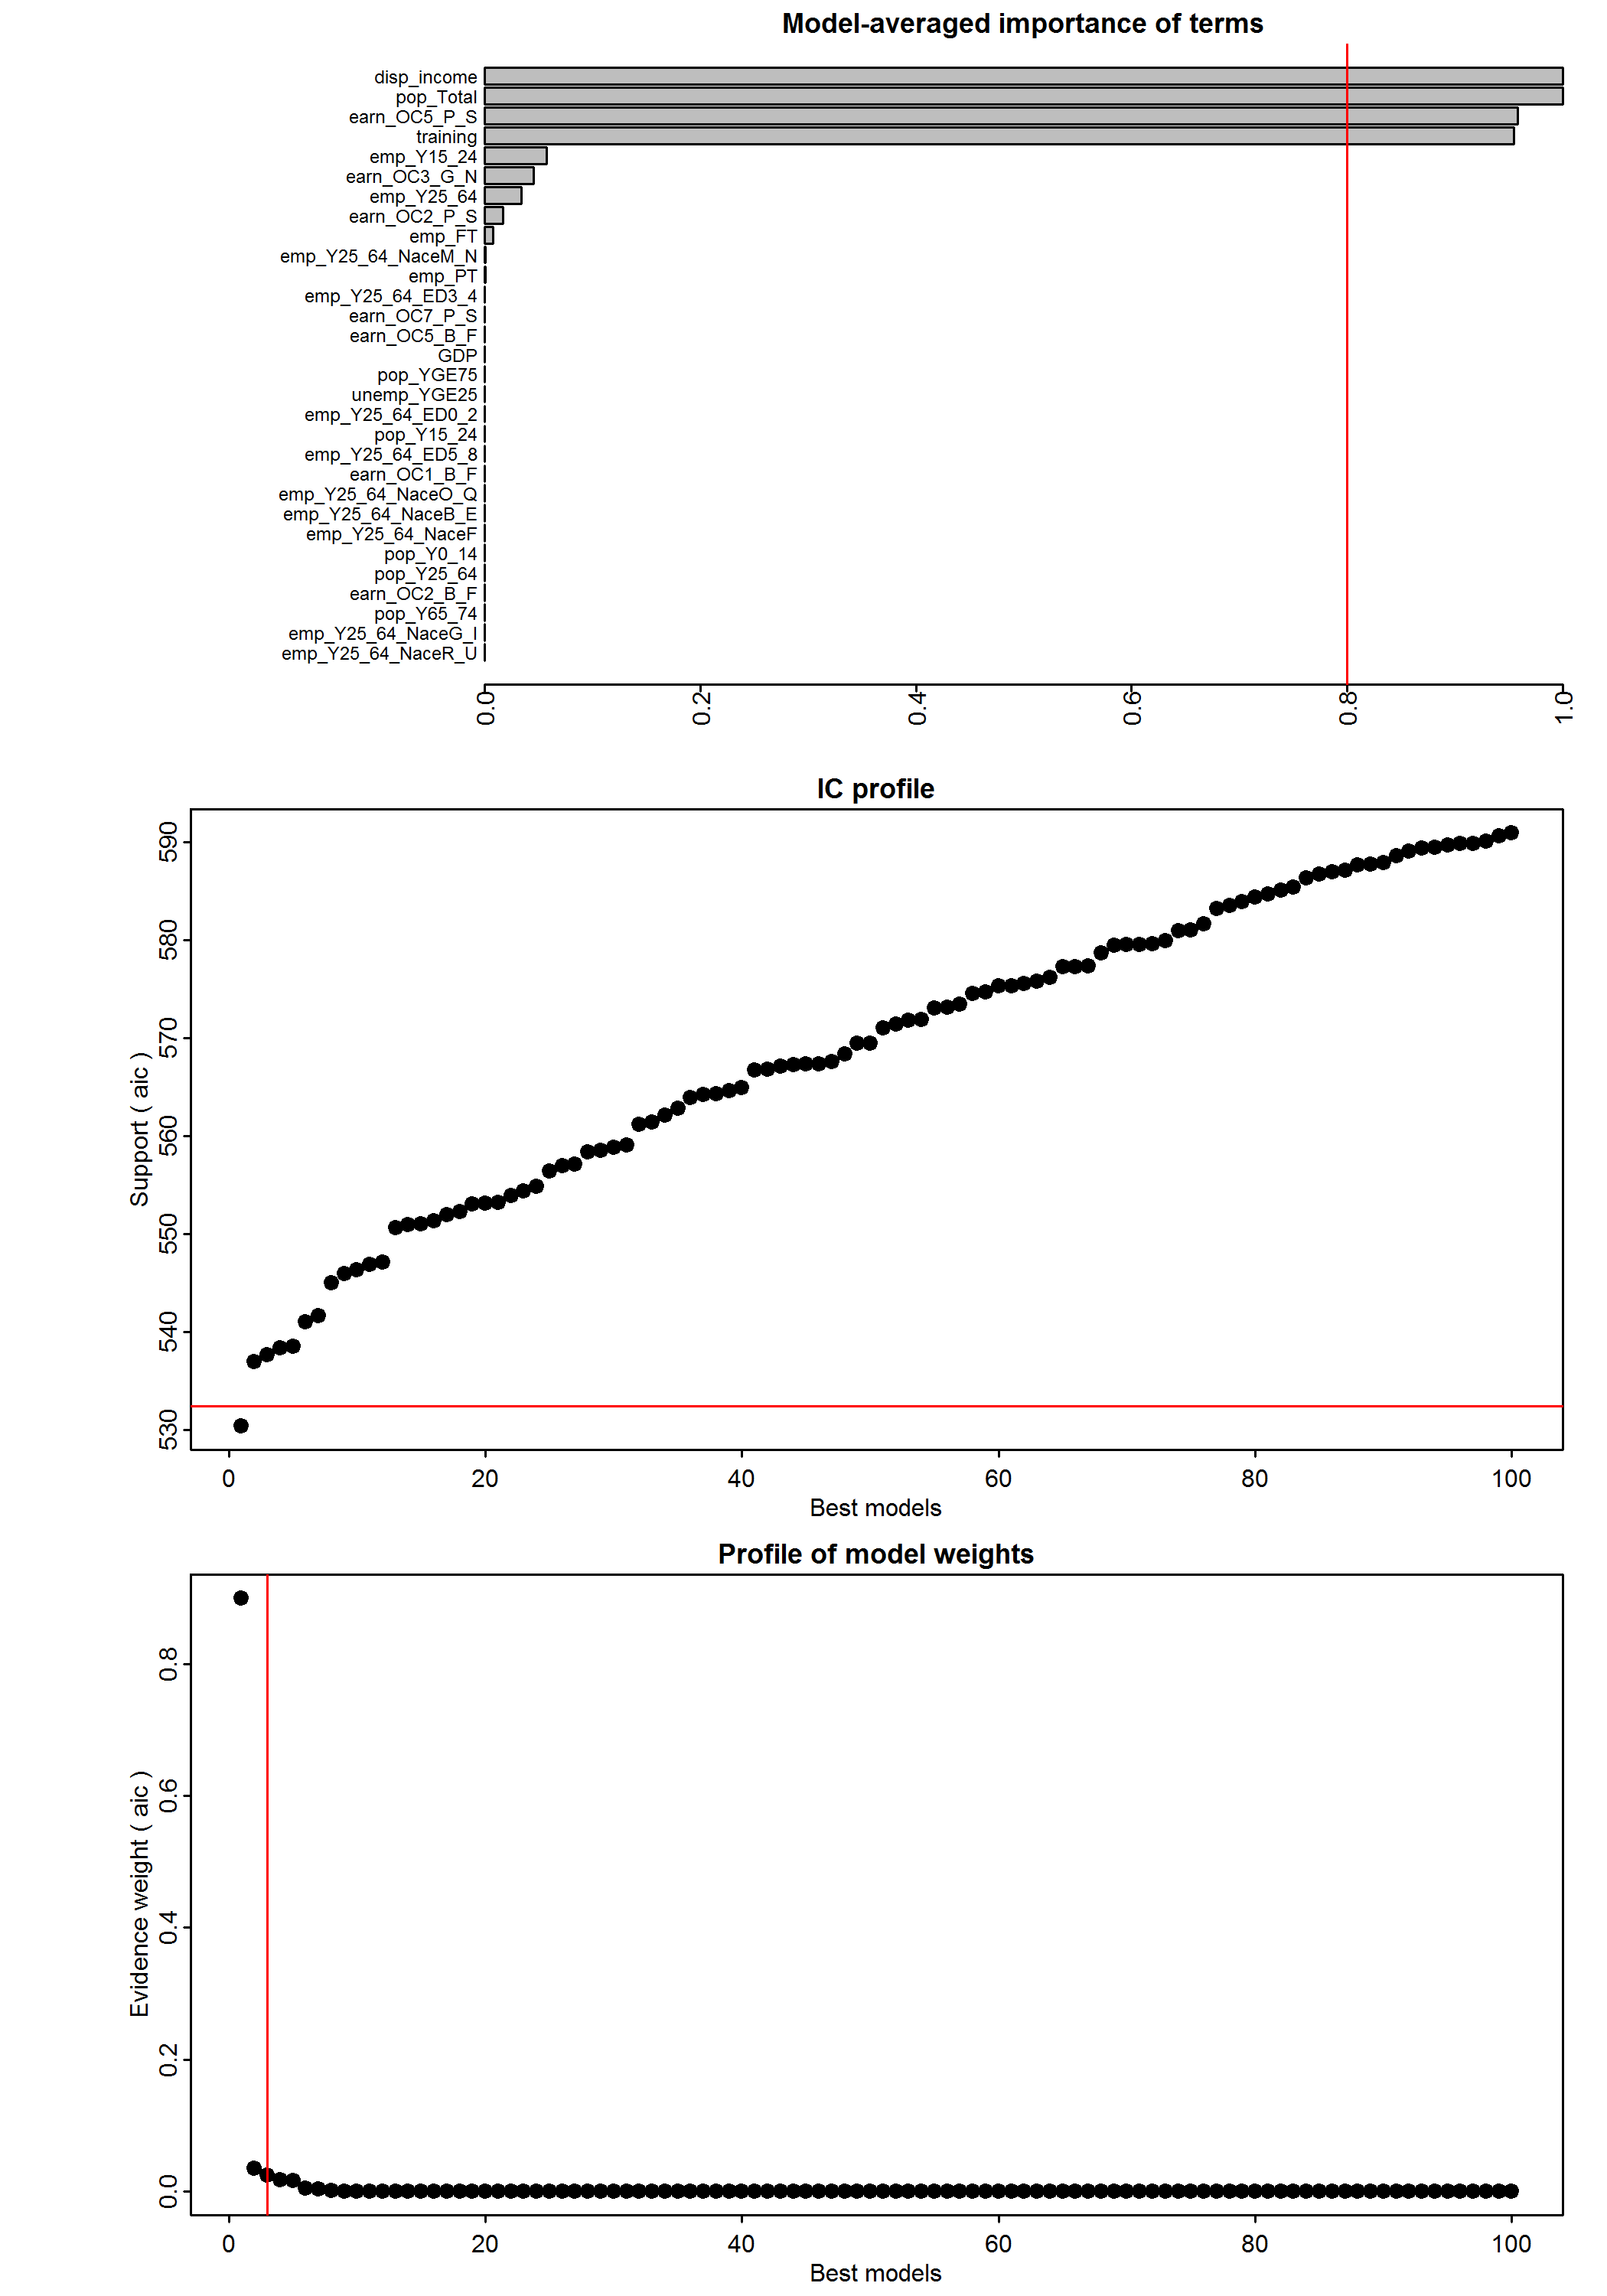 Model-averaged importance of terms
disp_income
pop_Total
earn_OC5_P_S
training
emp_Y15_24
earn_OC3_G_N
emp_Y25_64
earn_OC2_P_S
emp_FT
emp_Y25_64_NaceM_N
emp_PT
emp_Y25_64_ED3_4
earn_OC7_P_S
earn_OC5_B_F
GDP
pop_YGE75
unemp_YGE25
emp_Y25_64_ED0_2
pop_Y15_24
emp_Y25_64_ED5_8
earn_OC1_B_F
emp_Y25_64_NaceO_Q
emp_Y25_64_NaceB_E
emp_Y25_64_NaceF
pop_Y0_14
pop_Y25_64
earn_OC2_B_F
pop_Y65_74
emp_Y25_64_NaceG_I
emp_Y25_64_NaceR_U
0.0 0.2 0.4 0.6 0.8 1.0
IC profile
Support ( aic )
590
580
570
560
550
540
530
0 20 40 60 80 100
Best models
Profile of model weights
Evidence weight ( aic )
0.8
0.6
0.4
0.2
0.0
0 20 40 60 80 100
Best models